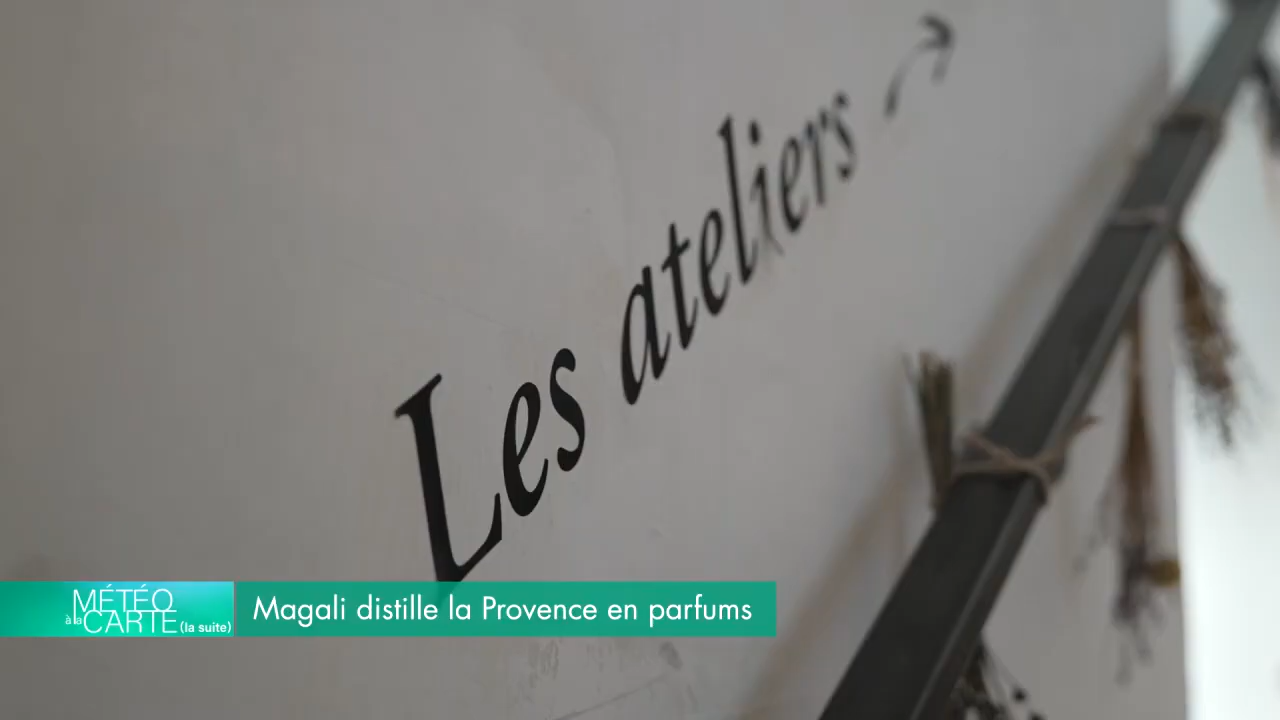 Les ateliers
MÉTÉO
à la CARTE (la suite)
Magali distille la Provence en parfums